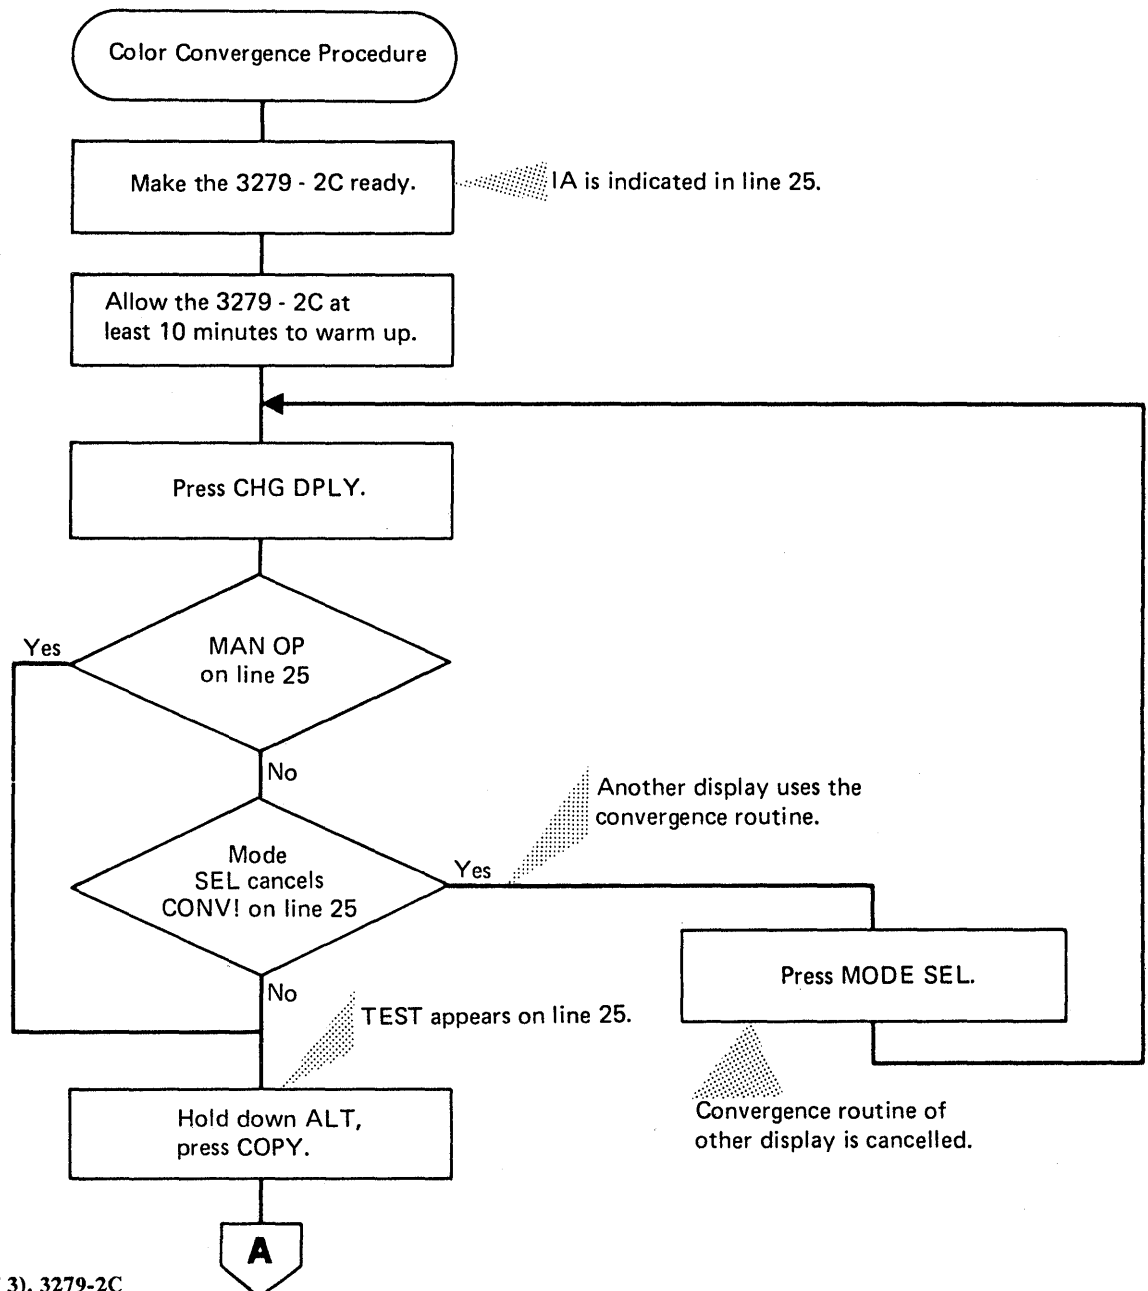 Color Convergence Procedure
Make the 3279 - 2C ready.
IA is indicated in line 25.
Allow the 3279 - 2C at
least 10 minutes to warm up.
Press CHG DPLY.
Yes
MAN OP
on line 25
No
Another display uses the
convergence routine.
Mode
SEL cancels
CONV! on line 25
Yes
Press MODE SEL.
No
TEST appears on line 25.
Convergence routine of
other display is cancelled.
Hold down ALT,
press COPY.
A
3). 3279-2C